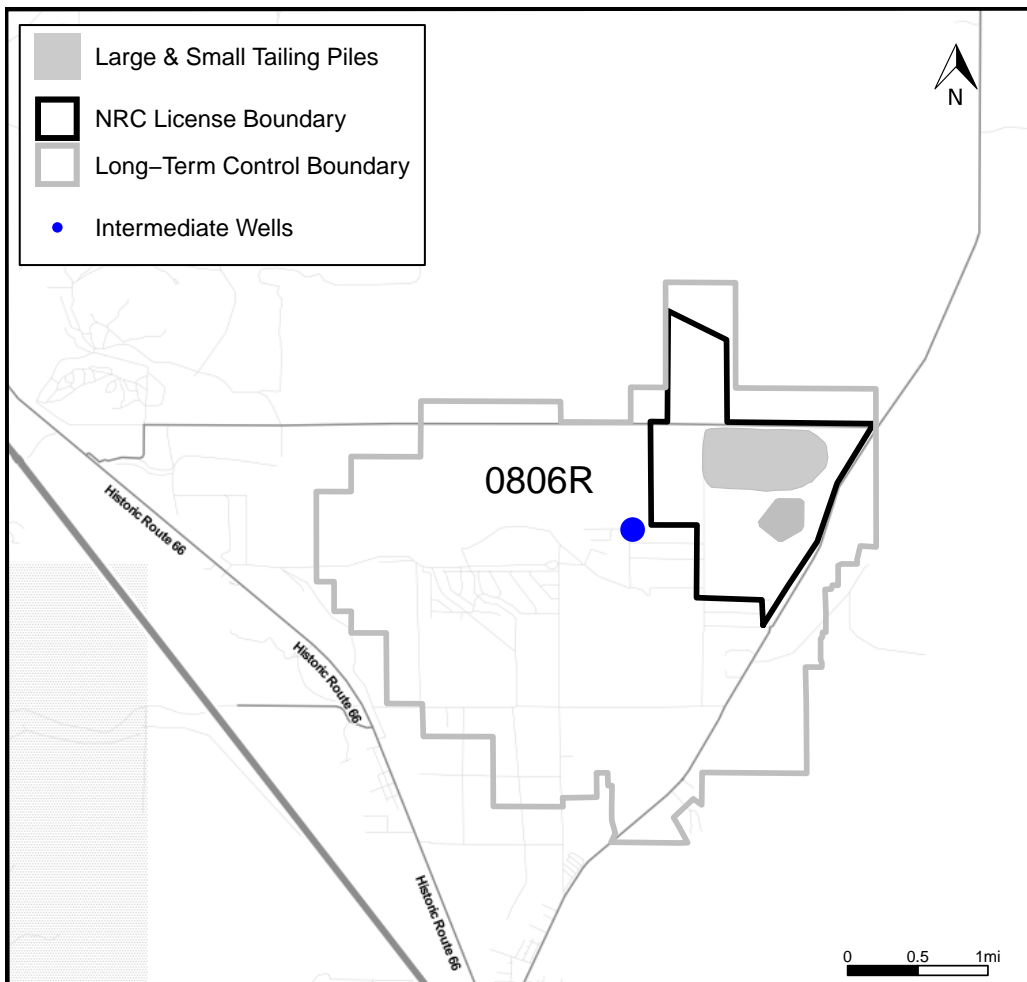 Large & Small Tailing Piles
NRC License Boundary
Long−Term Control Boundary
Intermediate Wells
N
0806R
Historic Route 66
Historic Route 66
Historic Route 66
0 0.5 1mi